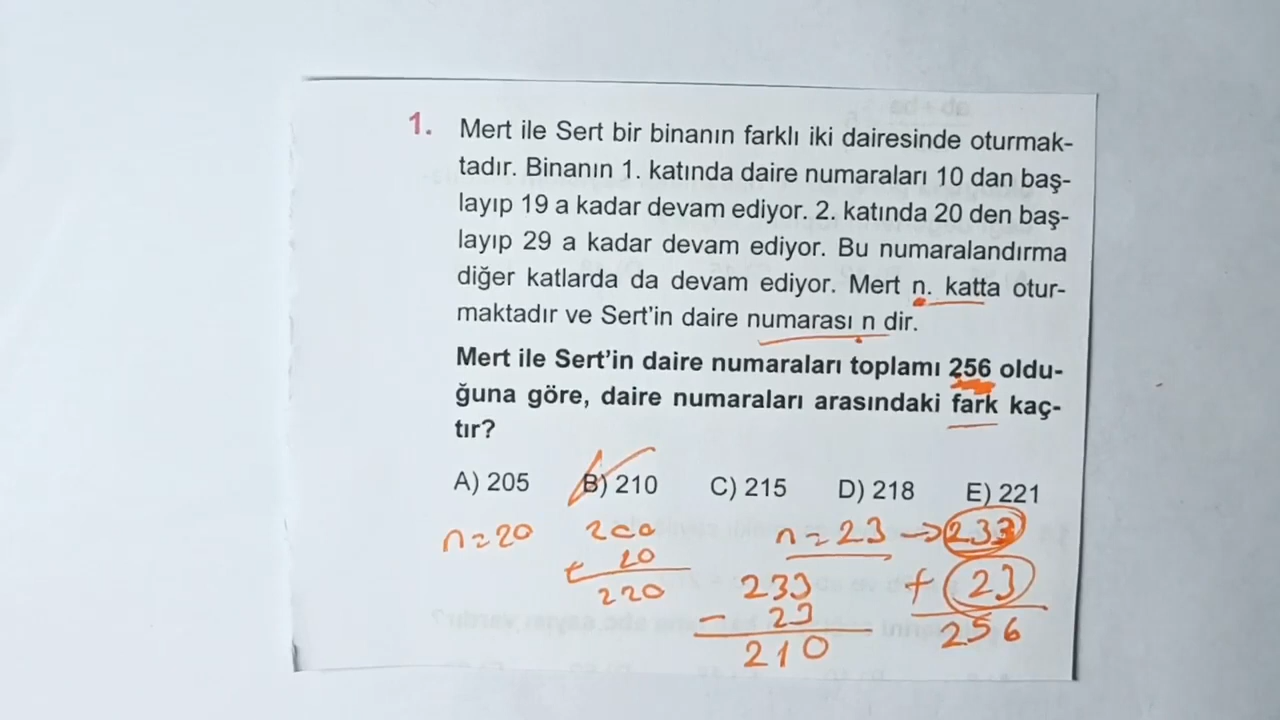 1. Mert ile Sert bir binanın farklı iki dairesinde oturmak-
tadır. Binanın 1. katında daire numaraları 10 dan baş-
layıp 19 a kadar devam ediyor. 2. katında 20 den baş-
layıp 29 a kadar devam ediyor. Bu numaralandırma
diğer katlarda da devam ediyor. Mert n. katta otur-
maktadır ve Sert'in daire numarası n dir.
Mert ile Sert'in daire numaraları toplamı 256 oldu-
ğuna göre, daire numaraları arasındaki fark kaç-
tır?
A) 205 B) 210 C) 215 D) 218 E) 221
n=20 200 n=23 → 233
+ 20 233 + 23
220 - 23 256
210